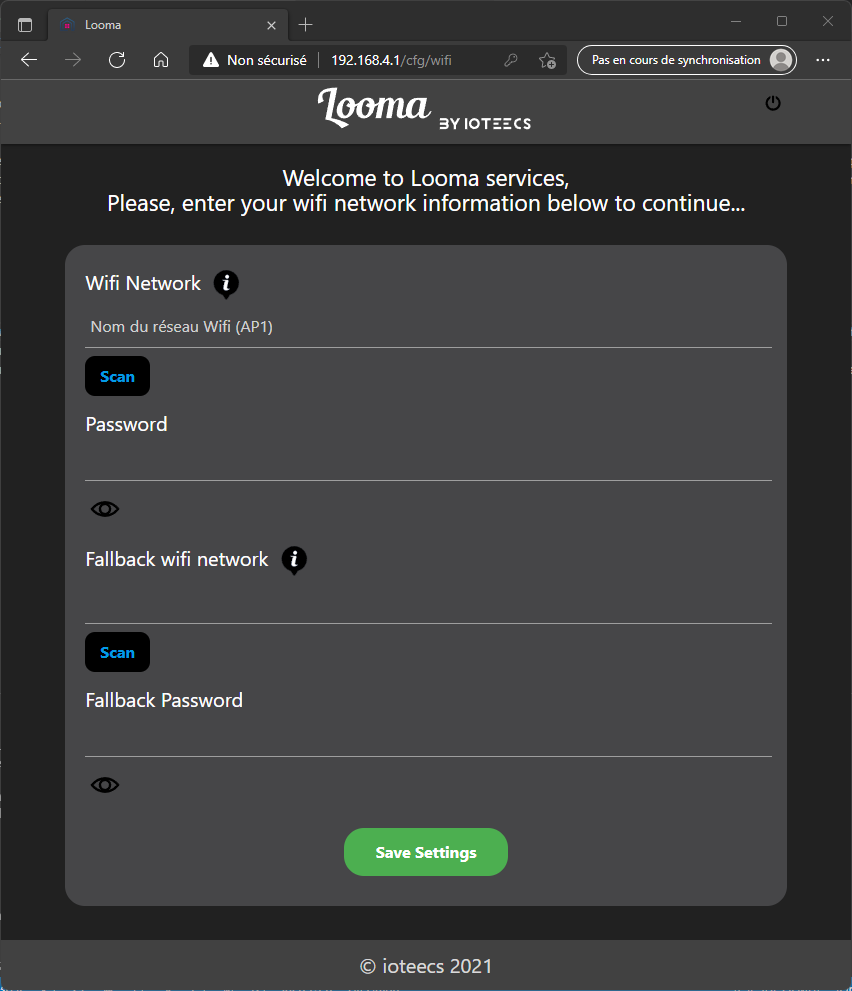 Looma
Non sécurisé
192.168.4.1/cfg/wifi
Pas en cours de synchronisation
Looma BY IOTEECS
Welcome to Looma services,
Please, enter your wifi network information below to continue...
Wifi Network
Nom du réseau Wifi (AP1)
Scan
Password
Fallback wifi network
Scan
Fallback Password
Save Settings
© ioteecs 2021